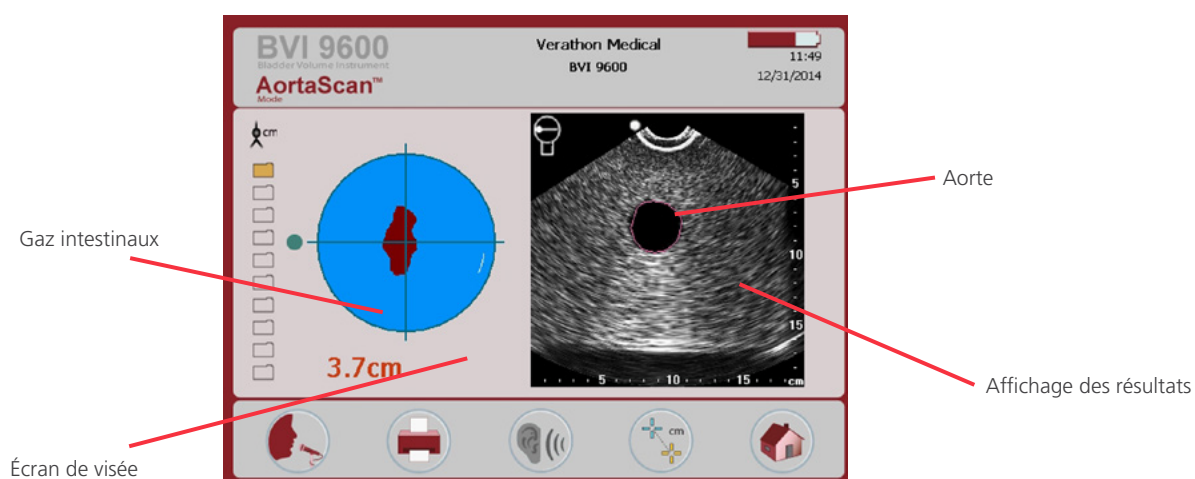 BVI 9600
Bladder Volume Instrument
AortaScan™
Mode
Verathon Medical
BVI 9600
11:49
12/31/2014
cm
5
10
15
5
10
15
cm
3.7cm
cm
Gaz intestinaux
Écran de visée
Aorte
Affichage des résultats